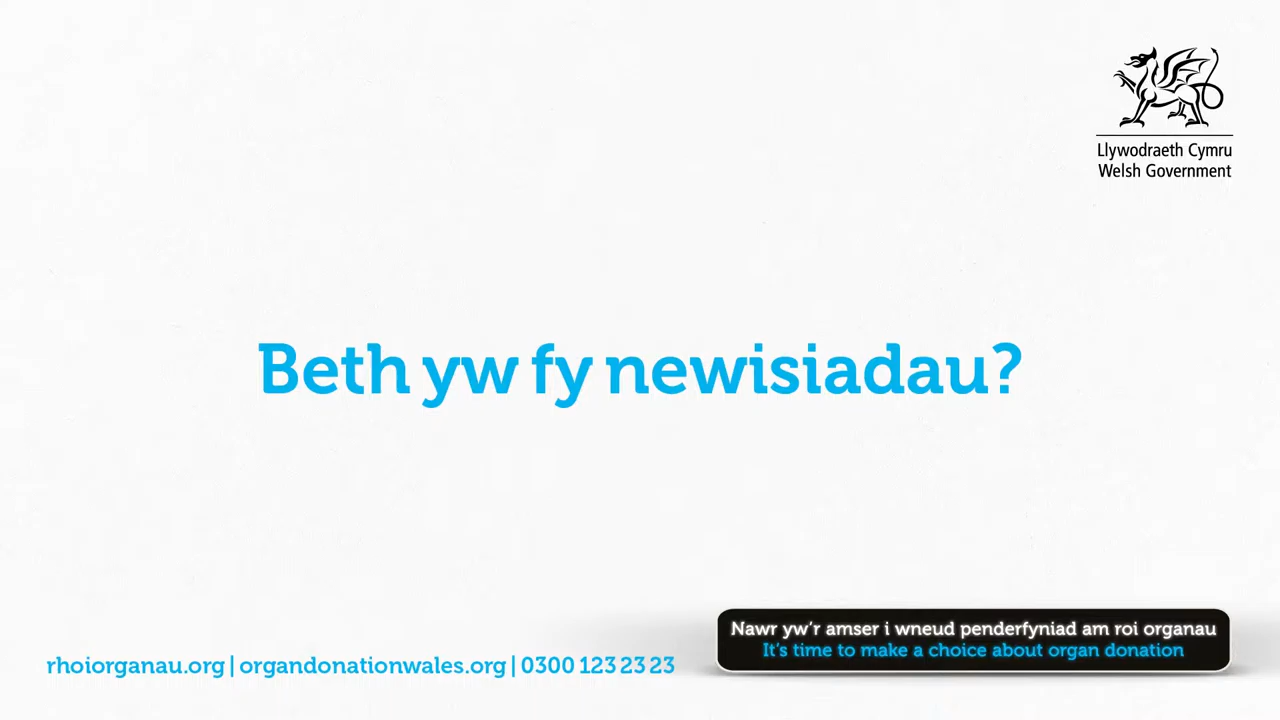 Llywodraeth Cymru
Welsh Government
Beth yw fy newisiadau?
Nawr yw'r amser i wneud penderfyniad am roi organau
It's time to make a choice about organ donation
rhoiorganau.org | organdonationwales.org | 0300 123 23 23